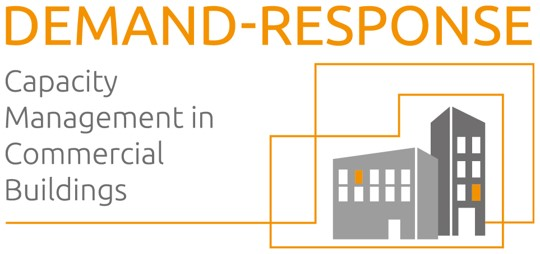 DEMAND-RESPONSE
Capacity
Management in
Commercial
Buildings